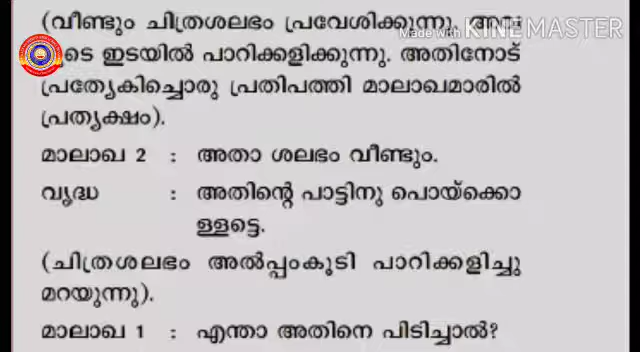 (വീണ്ടും ചിത്രശലഭം പ്രവേശിക്കുന്നു.
Made with KINEMASTER
ടെ ഇടയിൽ പാറിക്കളിക്കുന്നു. അതിനോട്
പ്രത്യേകിച്ചൊരു പ്രതിപത്തി മാലാഖമാരിൽ
പ്രത്യക്ഷം).
മാലാഖ 2 : അതാ ശലഭം വീണ്ടും.
വൃദ്ധ : അതിന്റെ പാട്ടിനു പൊയ്ക്കൊ
ള്ളട്ടെ.
(ചിത്രശലഭം അൽപ്പംകൂടി പാറിക്കളിച്ചു
മറയുന്നു).
മാലാഖ 1 : എന്താ അതിനെ പിടിച്ചാൽ?